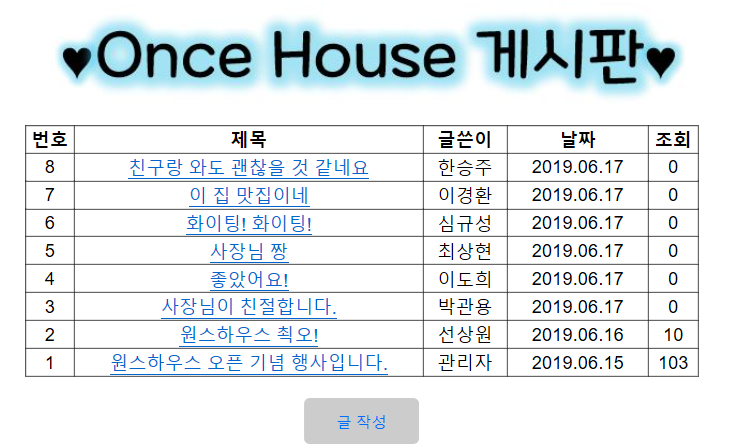 ♥Once House 게시판♥
번호 제목 글쓴이 날짜 조회
8 친구랑 와도 괜찮을 것 같네요 한승주 2019.06.17 0
7 이 집 맛집이네 이경환 2019.06.17 0
6 화이팅! 화이팅! 심규성 2019.06.17 0
5 사장님 짱 최상현 2019.06.17 0
4 좋았어요! 이도희 2019.06.17 0
3 사장님이 친절합니다. 박관용 2019.06.17 0
2 원스하우스 쵝오! 선상원 2019.06.16 10
1 원스하우스 오픈 기념 행사입니다. 관리자 2019.06.15 103
글 작성